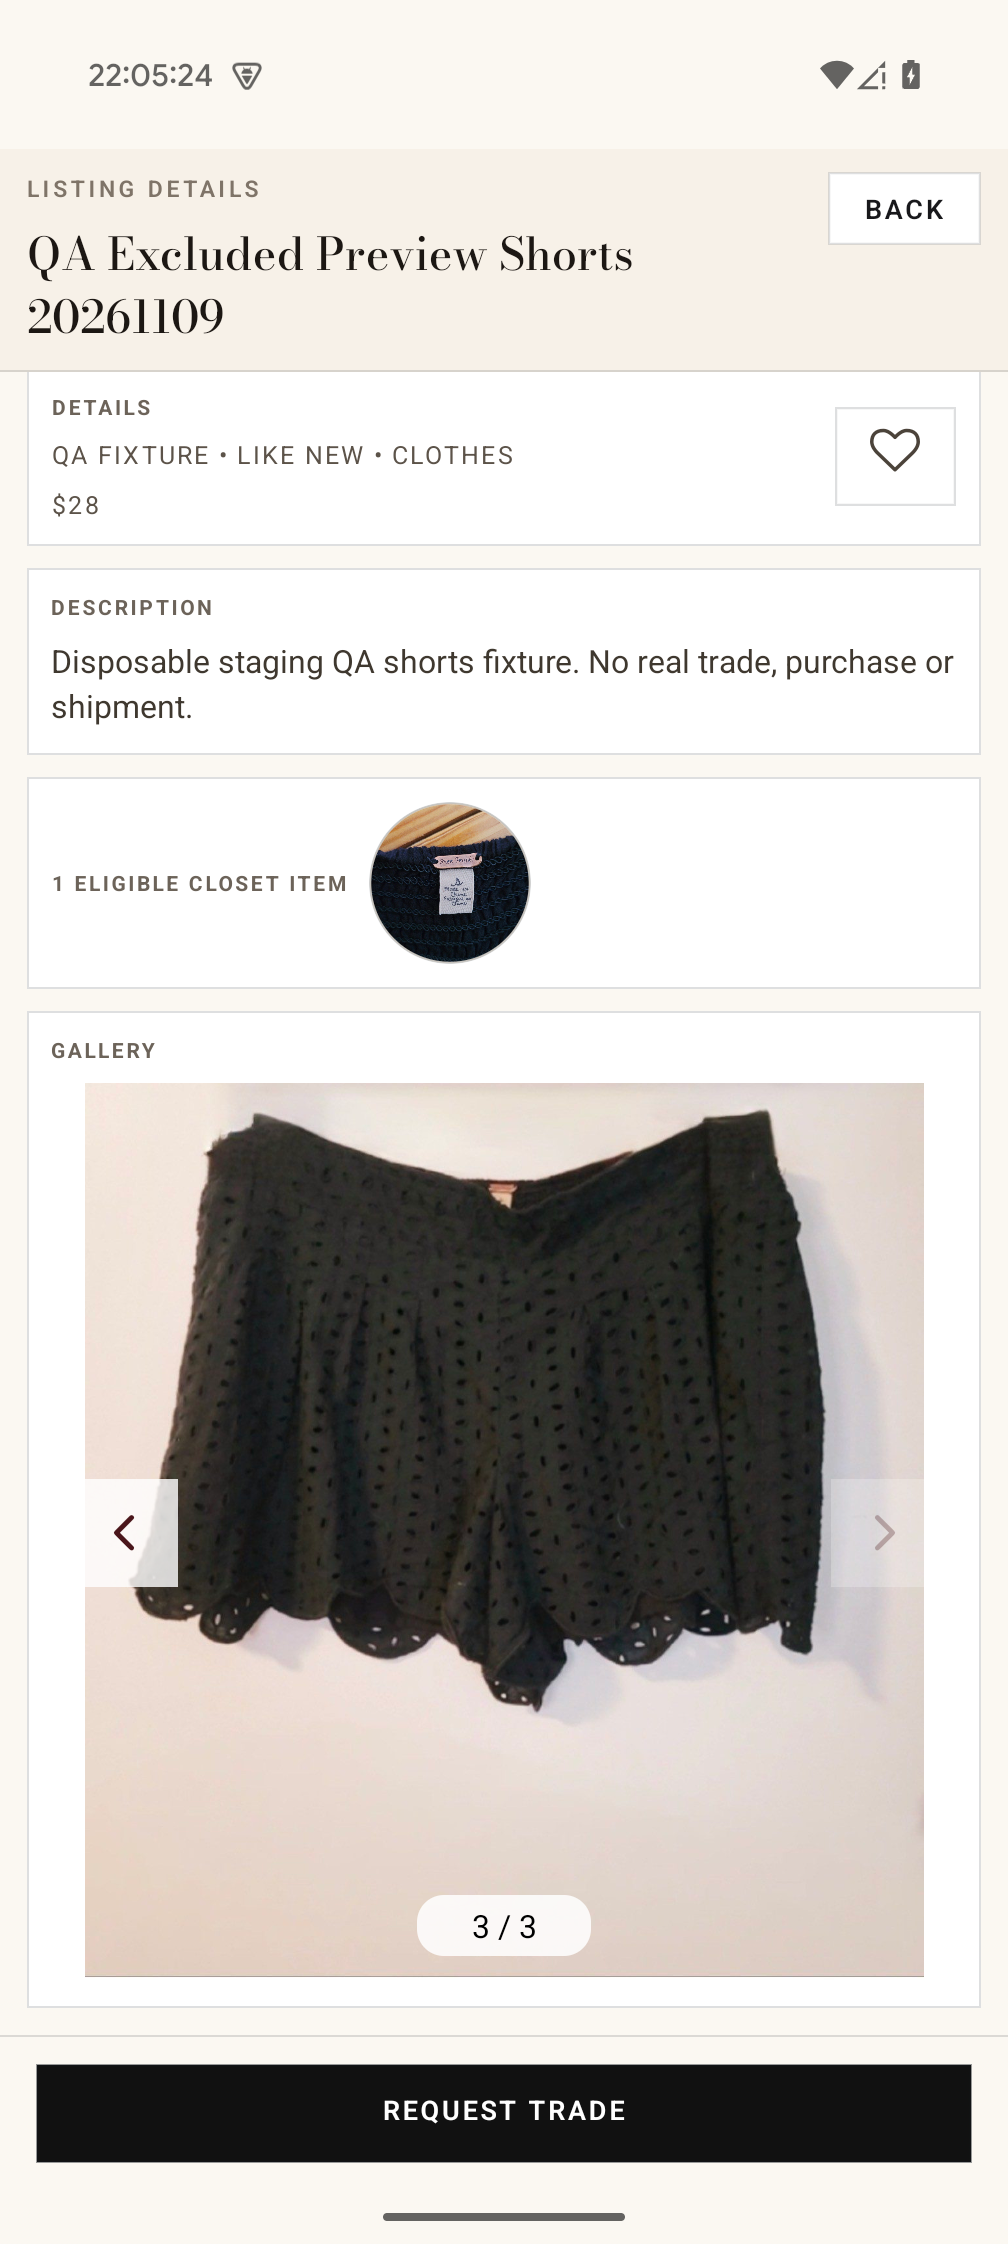 22:05:24
LISTING DETAILS
BACK
QA Excluded Preview Shorts
20261109
DETAILS
QA FIXTURE • LIKE NEW • CLOTHES
$28
DESCRIPTION
Disposable staging QA shorts fixture. No real trade, purchase or
shipment.
1 ELIGIBLE CLOSET ITEM
GALLERY
3 / 3
REQUEST TRADE